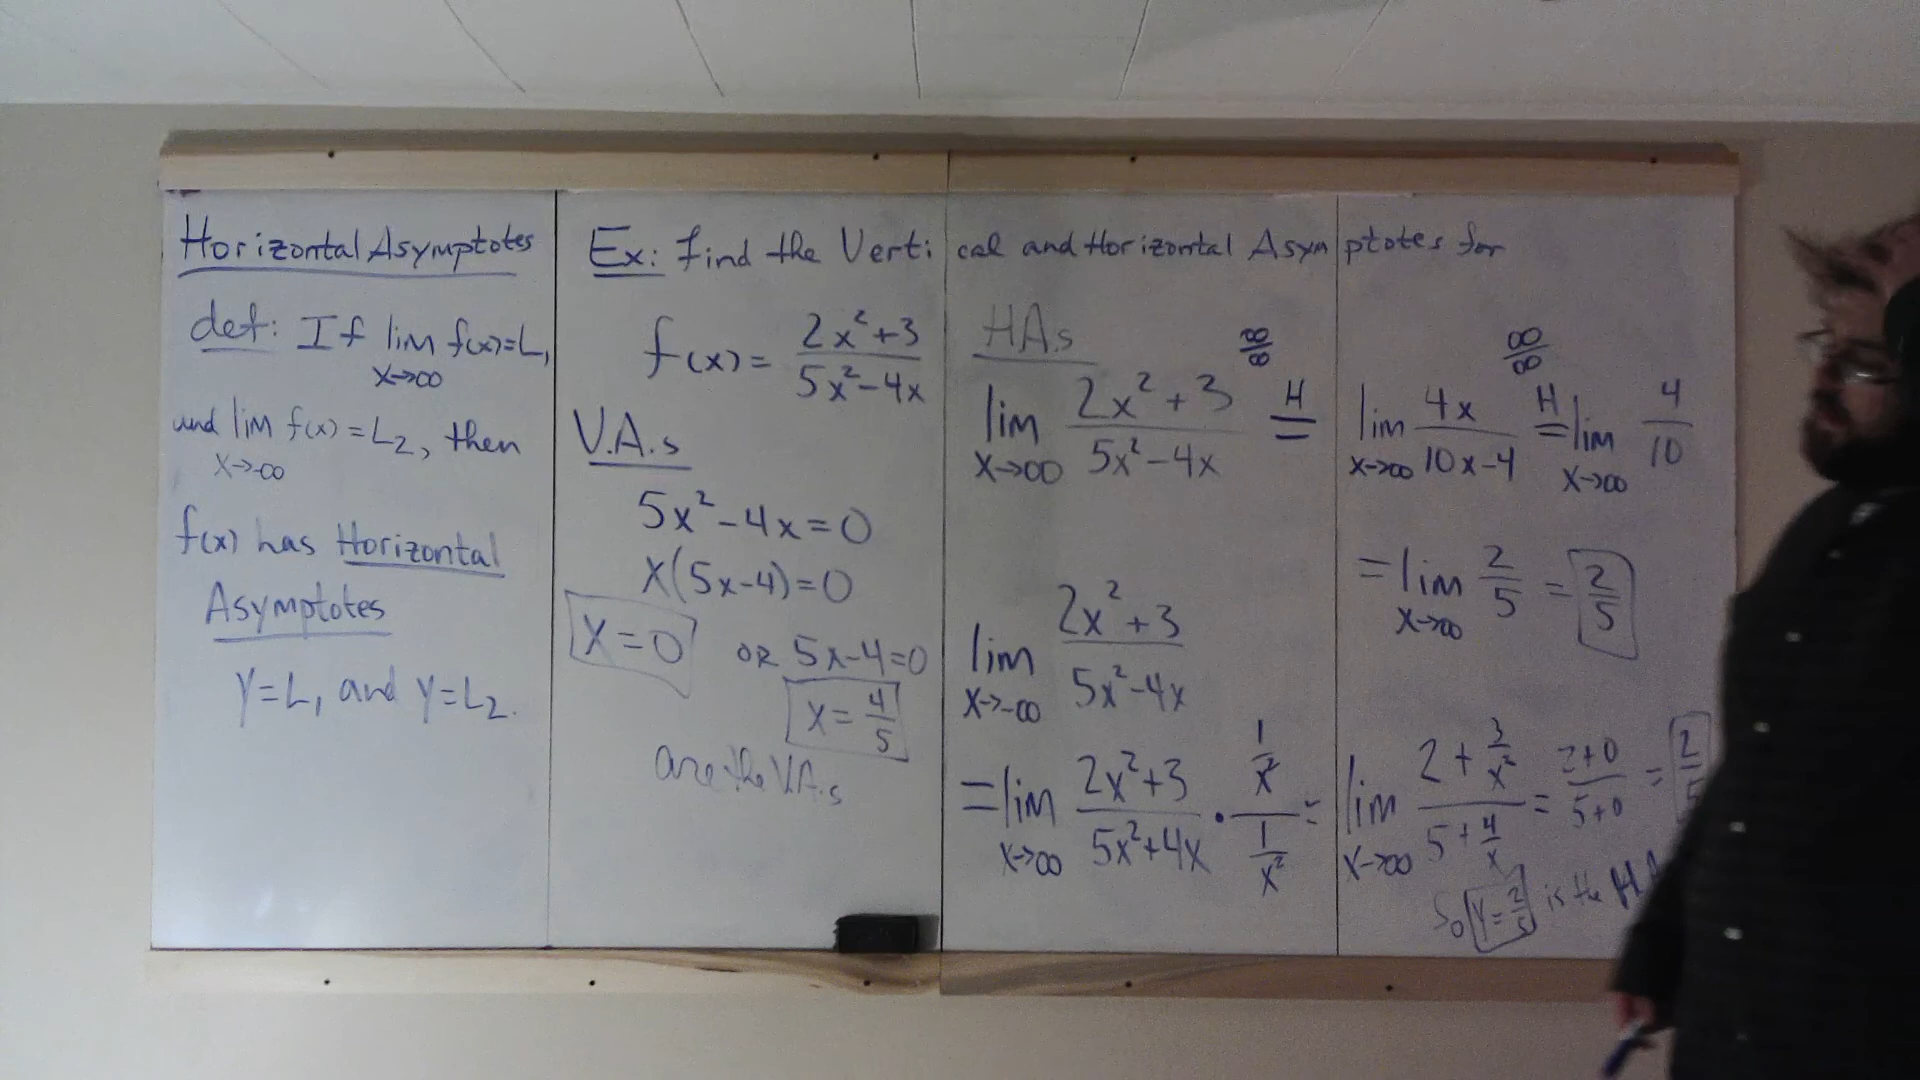 Horizontal Asymptotes
def: If lim f(x)=L₁
x→∞
and lim f(x)=L₂, then
x→-∞
f(x) has Horizontal
Asymptotes
Y=L₁ and Y=L₂.
Ex: Find the Vertical and Horizontal Asymptotes for
f(x)= (2x²+3)/(5x²-4x)
V.A.s
5x²-4x=0
x(5x-4)=0
x=0 or 5x-4=0
x=4/5
are the V.A.s
HAs
∞/∞ ∞/∞
lim (2x²+3)/(5x²-4x) =H lim 4x/(10x-4) =H lim 4/10
x→∞ x→∞ x→∞
= lim 2/5 = 2/5
x→∞
lim (2x²+3)/(5x²-4x)
x→-∞
= lim (2x²+3)/(5x²+4x) · (1/x²)/(1/x²) = lim (2+3/x²)/(5+4/x) = (2+0)/(5+0) = 2/5
x→∞ x→∞
So y=2/5 is the